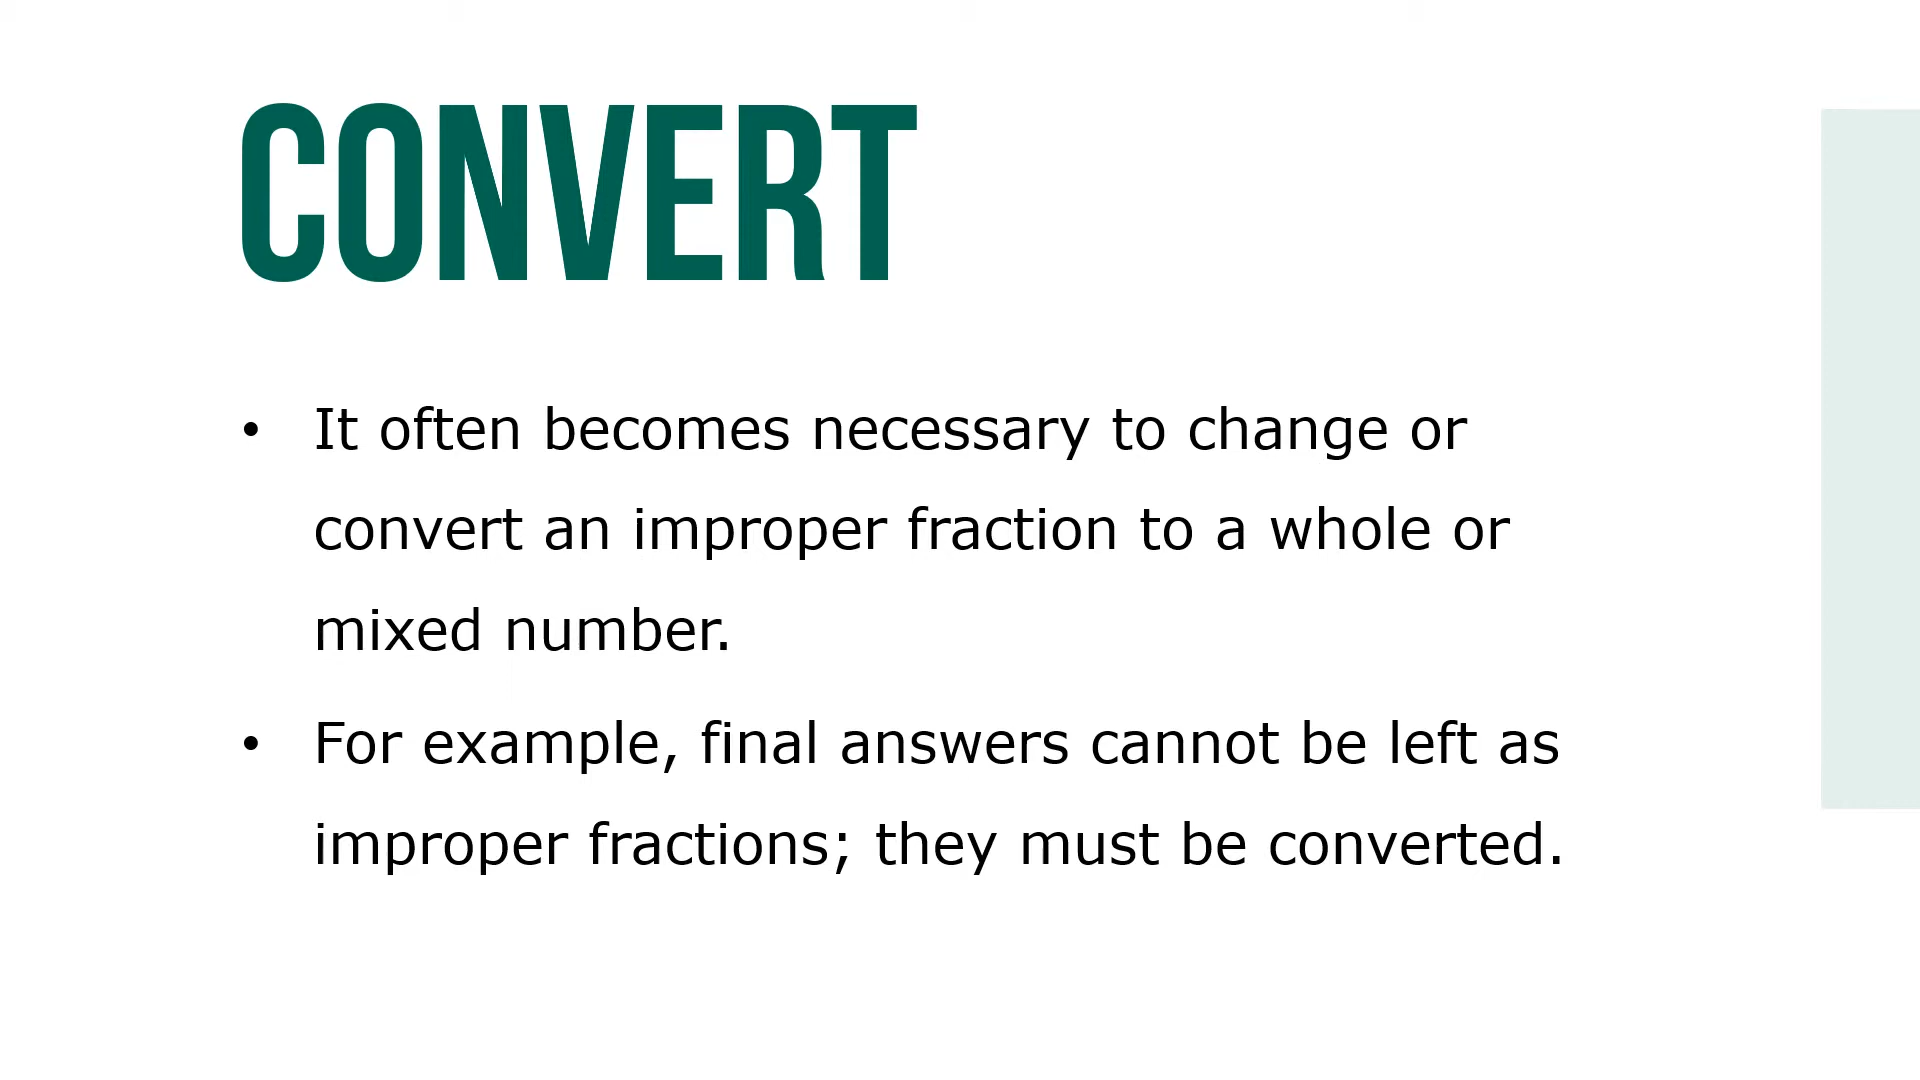 CONVERT
• It often becomes necessary to change or
convert an improper fraction to a whole or
mixed number.
• For example, final answers cannot be left as
improper fractions; they must be converted.